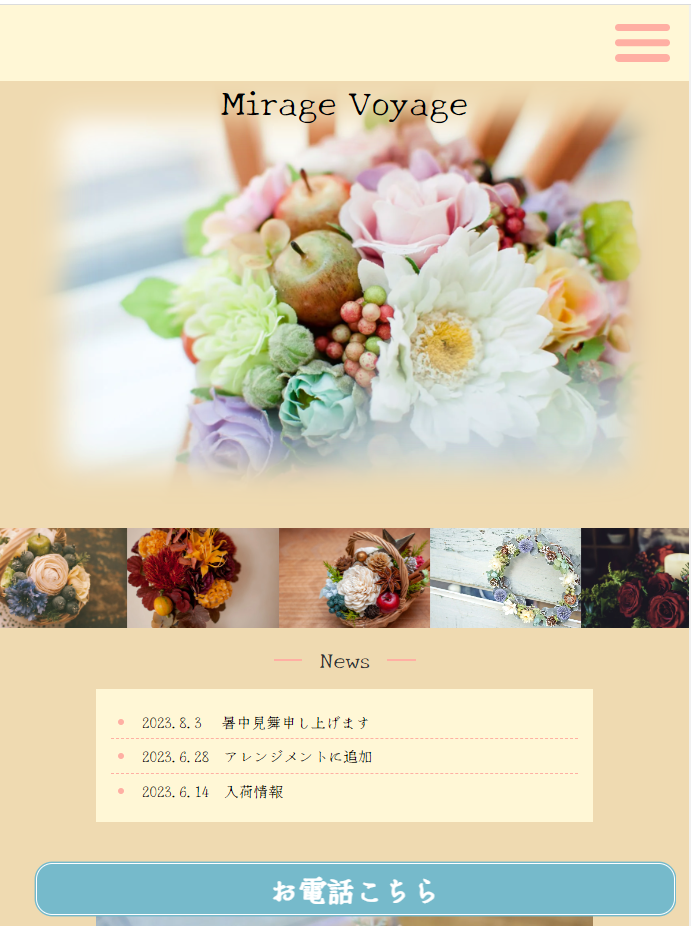 Mirage Voyage
News
2023.8.3 暑中見舞申し上げます
2023.6.28 アレンジメントに追加
2023.6.14 入荷情報
お電話こちら